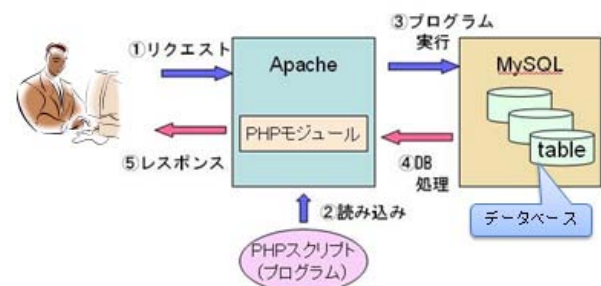 ①リクエスト
Apache
③プログラム
実行
MySQL
PHPモジュール
⑤レスポンス
④DB
処理
table
②読み込み
データベース
PHPスクリプト
(プログラム)